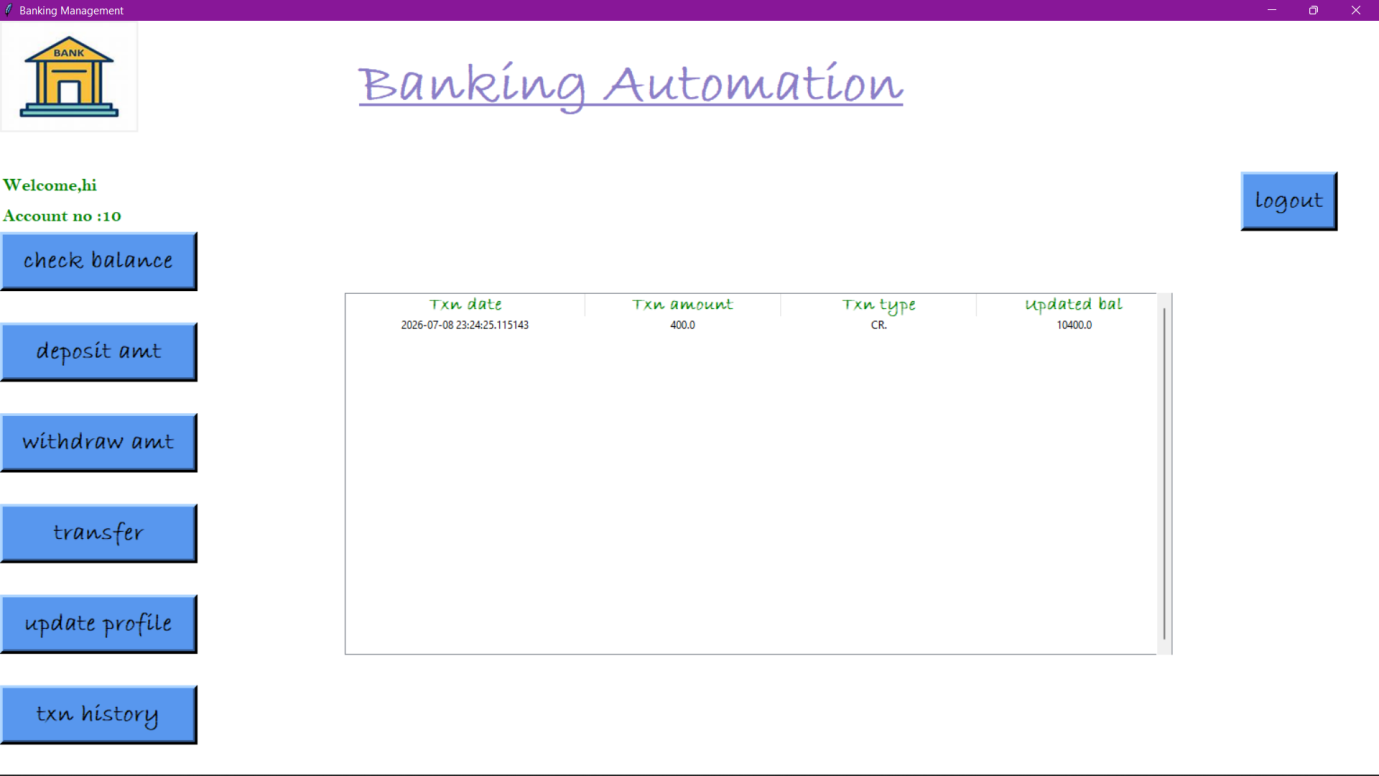 Banking Management
BANK
Banking Automation
Welcome,hi
Account no :10
logout
check balance
deposit amt
withdraw amt
transfer
update profile
txn history
Txn date Txn amount Txn type Updated bal
2026-07-08 23:24:25.115143 400.0 CR. 10400.0